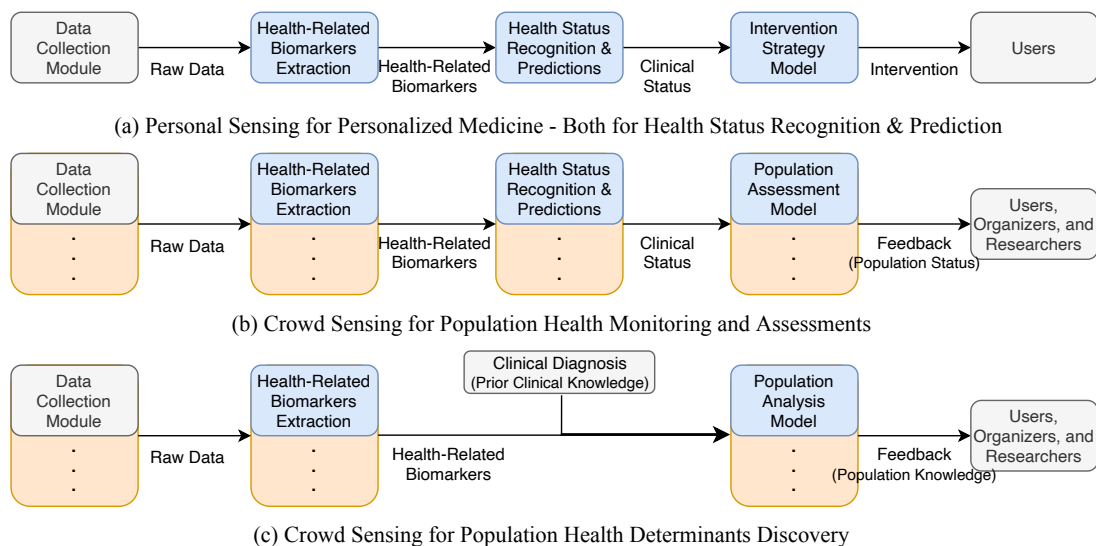 Data
Collection
Module
Raw Data
Health-Related
Biomarkers
Extraction
Health-Related
Biomarkers
Health Status
Recognition &
Predictions
Clinical
Status
Intervention
Strategy
Model
Intervention
Users
(a) Personal Sensing for Personalized Medicine - Both for Health Status Recognition & Prediction
Data
Collection
Module
Raw Data
Health-Related
Biomarkers
Extraction
Health-Related
Biomarkers
Health Status
Recognition &
Predictions
Clinical
Status
Population
Assessment
Model
Feedback
(Population Status)
Users,
Organizers, and
Researchers
(b) Crowd Sensing for Population Health Monitoring and Assessments
Data
Collection
Module
Raw Data
Health-Related
Biomarkers
Extraction
Health-Related
Biomarkers
Clinical Diagnosis
(Prior Clinical Knowledge)
Population
Analysis
Model
Feedback
(Population Knowledge)
Users,
Organizers, and
Researchers
(c) Crowd Sensing for Population Health Determinants Discovery